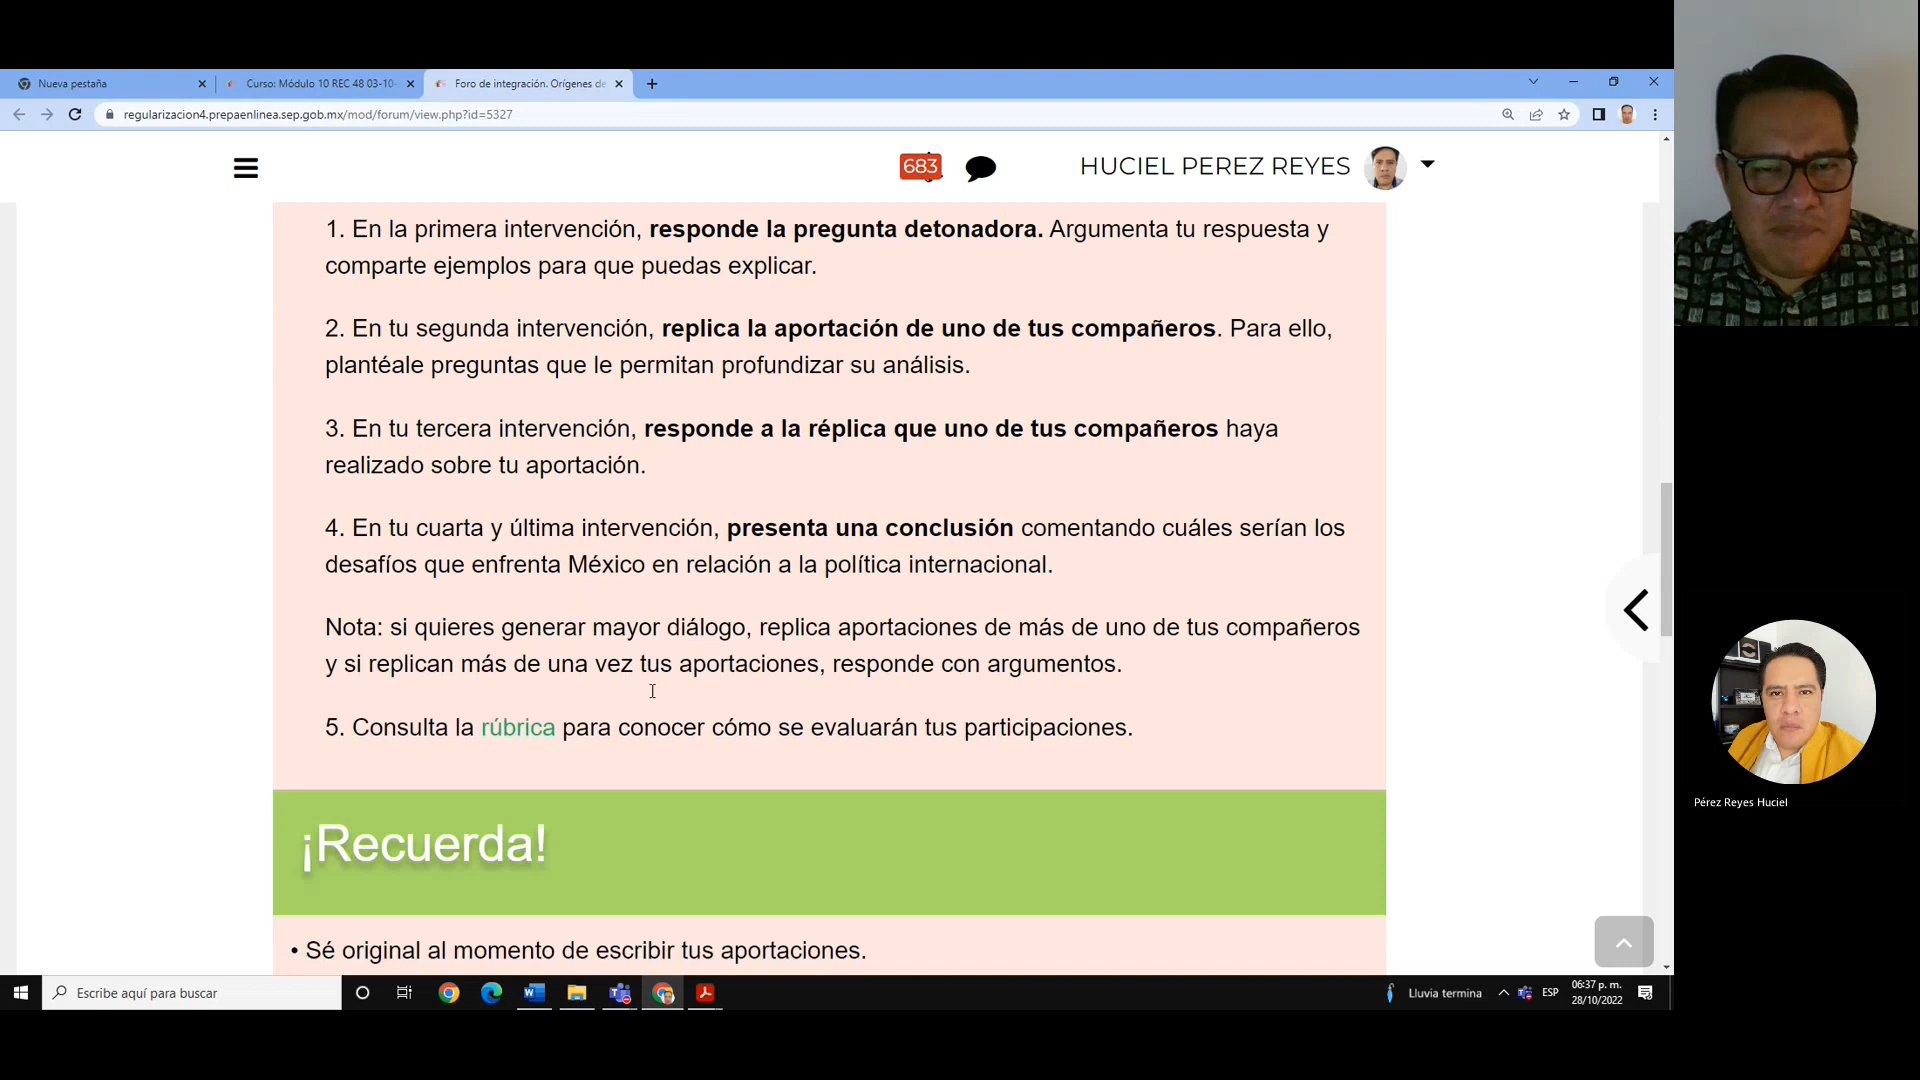 Nueva pestaña
Curso: Módulo 10 REC 48 03-10-
Foro de integración. Orígenes de
regularizacion4.prepaenlinea.sep.gob.mx/mod/forum/view.php?id=5327
683
HUCIEL PEREZ REYES
1. En la primera intervención, responde la pregunta detonadora. Argumenta tu respuesta y
comparte ejemplos para que puedas explicar.
2. En tu segunda intervención, replica la aportación de uno de tus compañeros. Para ello,
plantéale preguntas que le permitan profundizar su análisis.
3. En tu tercera intervención, responde a la réplica que uno de tus compañeros haya
realizado sobre tu aportación.
4. En tu cuarta y última intervención, presenta una conclusión comentando cuáles serían los
desafíos que enfrenta México en relación a la política internacional.
Nota: si quieres generar mayor diálogo, replica aportaciones de más de uno de tus compañeros
y si replican más de una vez tus aportaciones, responde con argumentos.
5. Consulta la rúbrica para conocer cómo se evaluarán tus participaciones.
¡Recuerda!
• Sé original al momento de escribir tus aportaciones.
Pérez Reyes Huciel
Escribe aquí para buscar
Lluvia termina
ESP
06:37 p. m.
28/10/2022